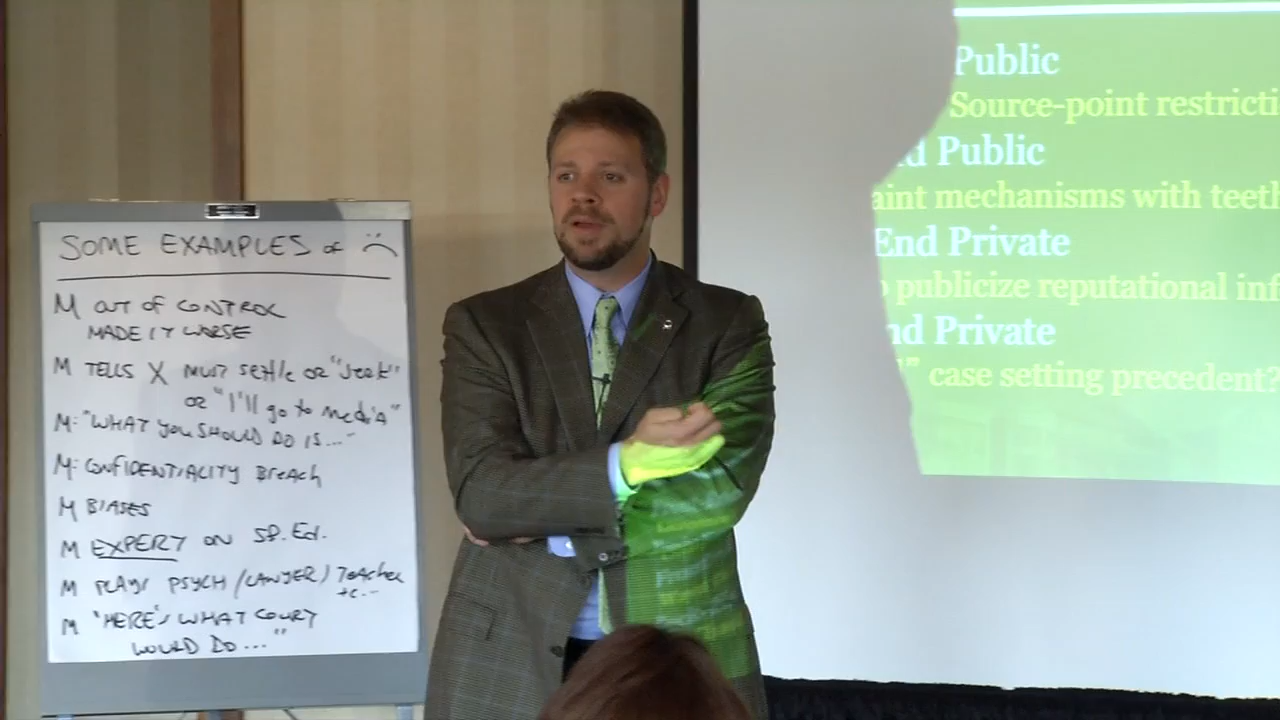 SOME EXAMPLES OF
M OUT OF CONTROL
MADE IT WORSE
M TELLS X MUST settle or "Jerk"
or "I'll go to media"
M: "WHAT YOU SHOULD DO IS..."
M: CONFIDENTIALITY Breach
M BIASES
M EXPERT ON SP. Ed.
M PLAYS PSYCH/LAWYER/Teacher
tc...
M "HERE'S WHAT COURT
WOULD DO..."
Public
Source-point restricti
nd Public
aint mechanisms with teeth
End Private
o publicize reputational inf
nd Private
" case setting precedent?